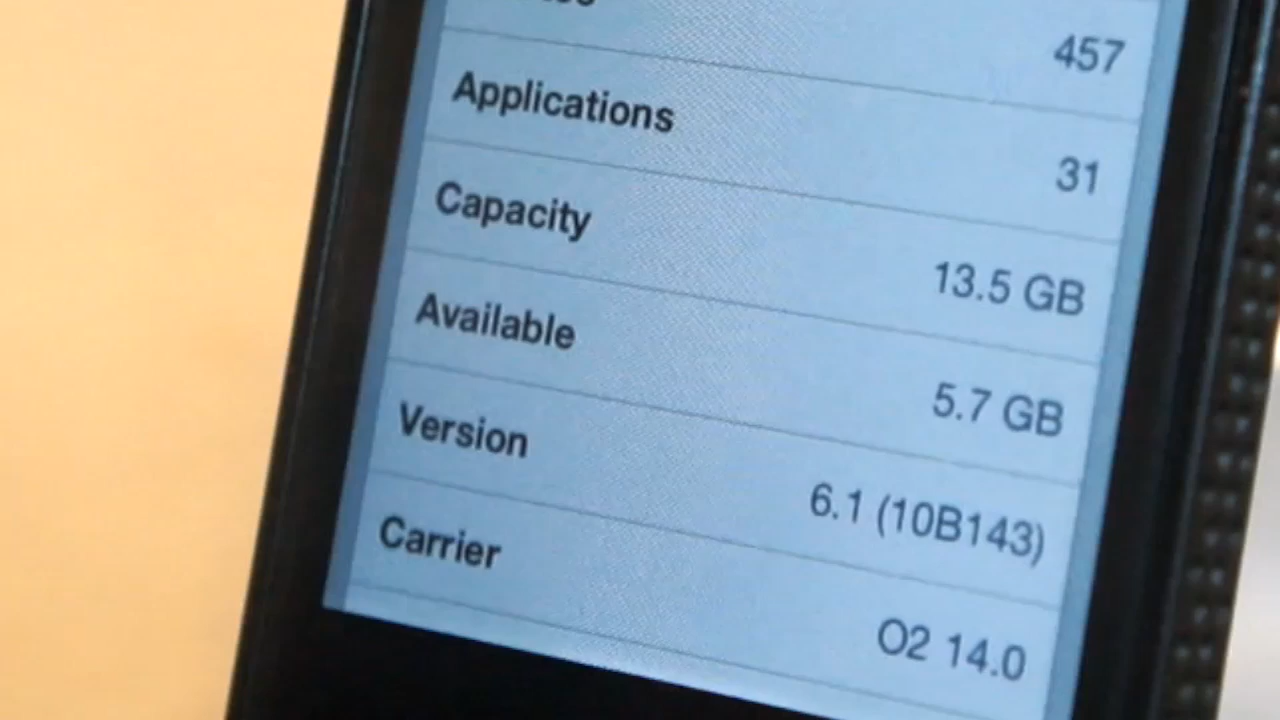 457
Applications 31
Capacity 13.5 GB
Available 5.7 GB
Version 6.1 (10B143)
Carrier O2 14.0